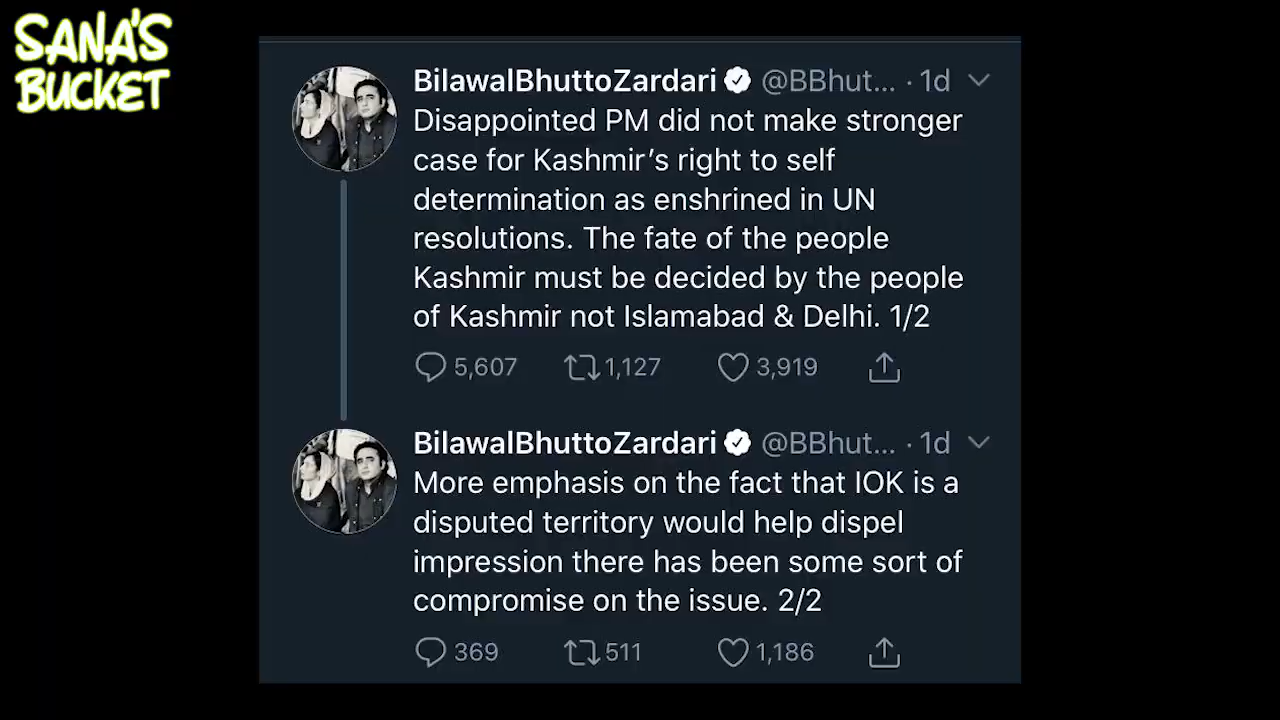 SANA'S
BUCKET
BilawalBhuttoZardari @BBhut... · 1d
Disappointed PM did not make stronger
case for Kashmir's right to self
determination as enshrined in UN
resolutions. The fate of the people
Kashmir must be decided by the people
of Kashmir not Islamabad & Delhi. 1/2
5,607 1,127 3,919
BilawalBhuttoZardari @BBhut... · 1d
More emphasis on the fact that IOK is a
disputed territory would help dispel
impression there has been some sort of
compromise on the issue. 2/2
369 511 1,186